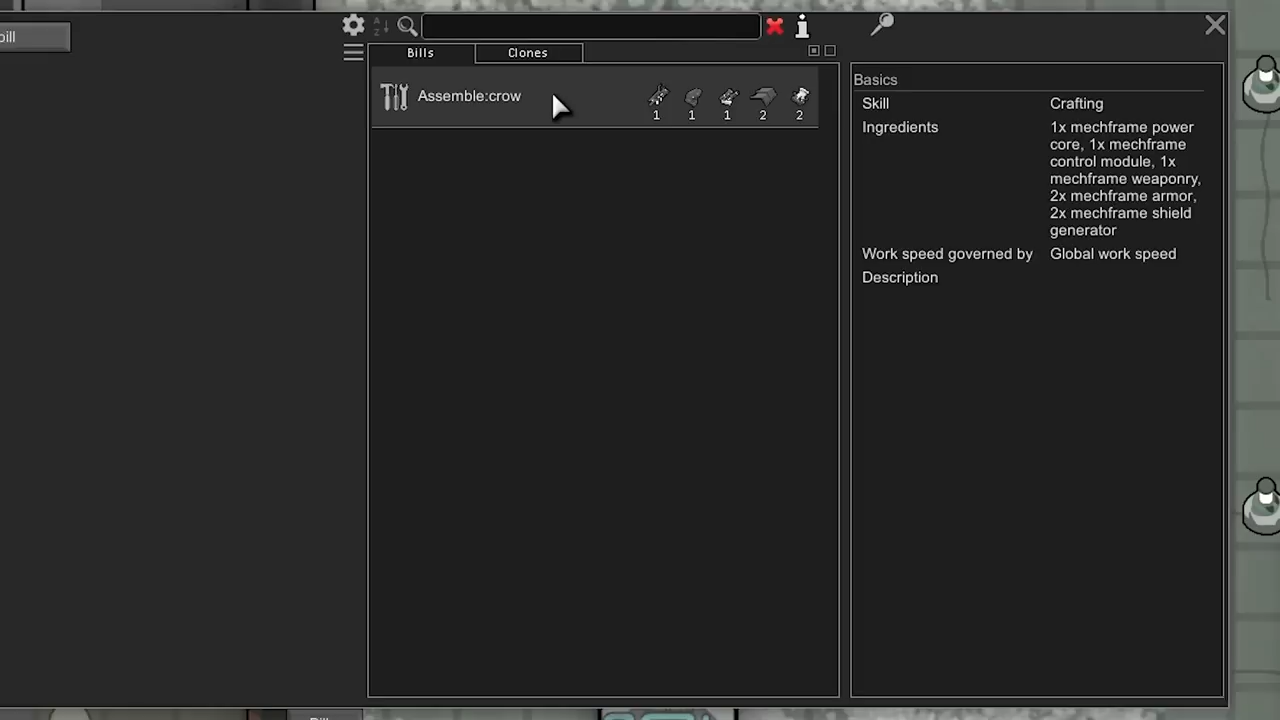 bill
Bills
Clones
Assemble:crow
1
1
1
2
2
Basics
Skill
Crafting
Ingredients
1x mechframe power
core, 1x mechframe
control module, 1x
mechframe weaponry,
2x mechframe armor,
2x mechframe shield
generator
Work speed governed by
Global work speed
Description